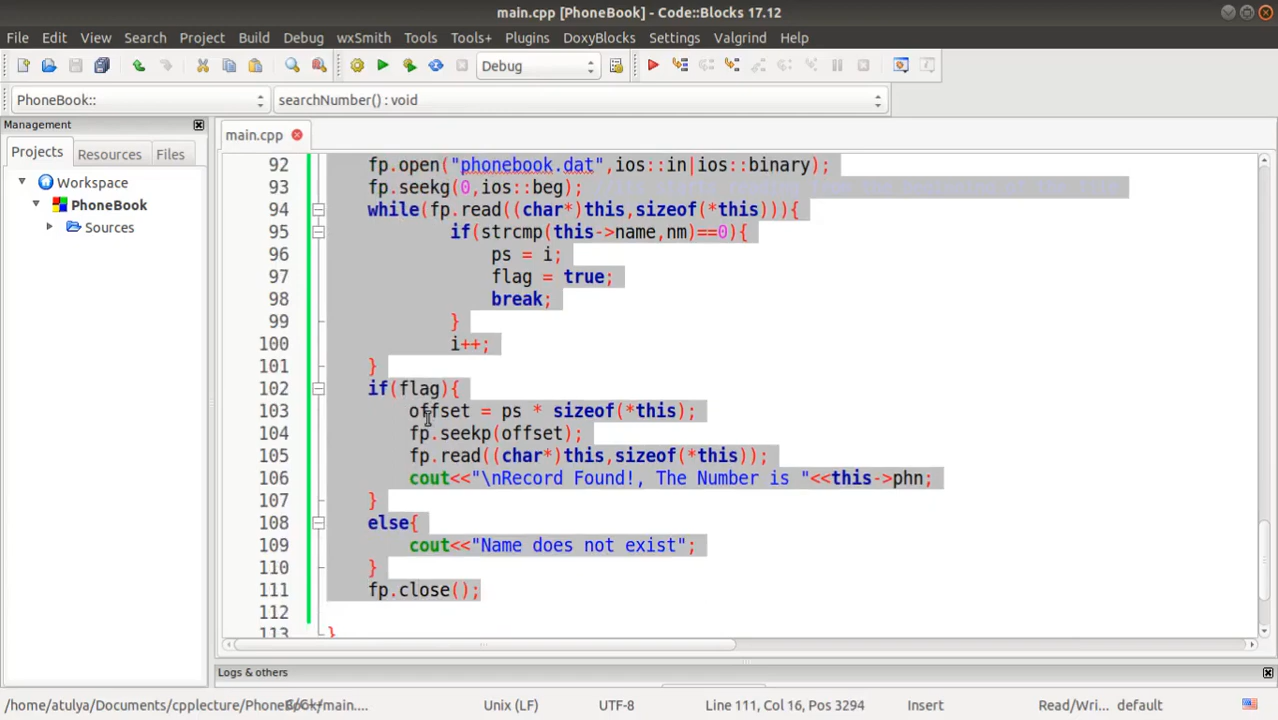 main.cpp [PhoneBook] - Code::Blocks 17.12
File Edit View Search Project Build Debug wxSmith Tools Tools+ Plugins DoxyBlocks Settings Valgrind Help
Debug
PhoneBook:: searchNumber() : void
Management
main.cpp
Projects Resources Files
Workspace
PhoneBook
Sources
92 fp.open("phonebook.dat",ios::in|ios::binary);
93 fp.seekg(0,ios::beg);
94 while(fp.read((char*)this,sizeof(*this))){
95 if(strcmp(this->name,nm)==0){
96 ps = i;
97 flag = true;
98 break;
99 }
100 i++;
101 }
102 if(flag){
103 offset = ps * sizeof(*this);
104 fp.seekp(offset);
105 fp.read((char*)this,sizeof(*this));
106 cout<<"\nRecord Found!, The Number is "<<this->phn;
107 }
108 else{
109 cout<<"Name does not exist";
110 }
111 fp.close();
112
113 }
Logs & others
/home/atulya/Documents/cpplecture/PhoneBook/main.... Unix (LF) UTF-8 Line 111, Col 16, Pos 3294 Insert Read/Wri... default